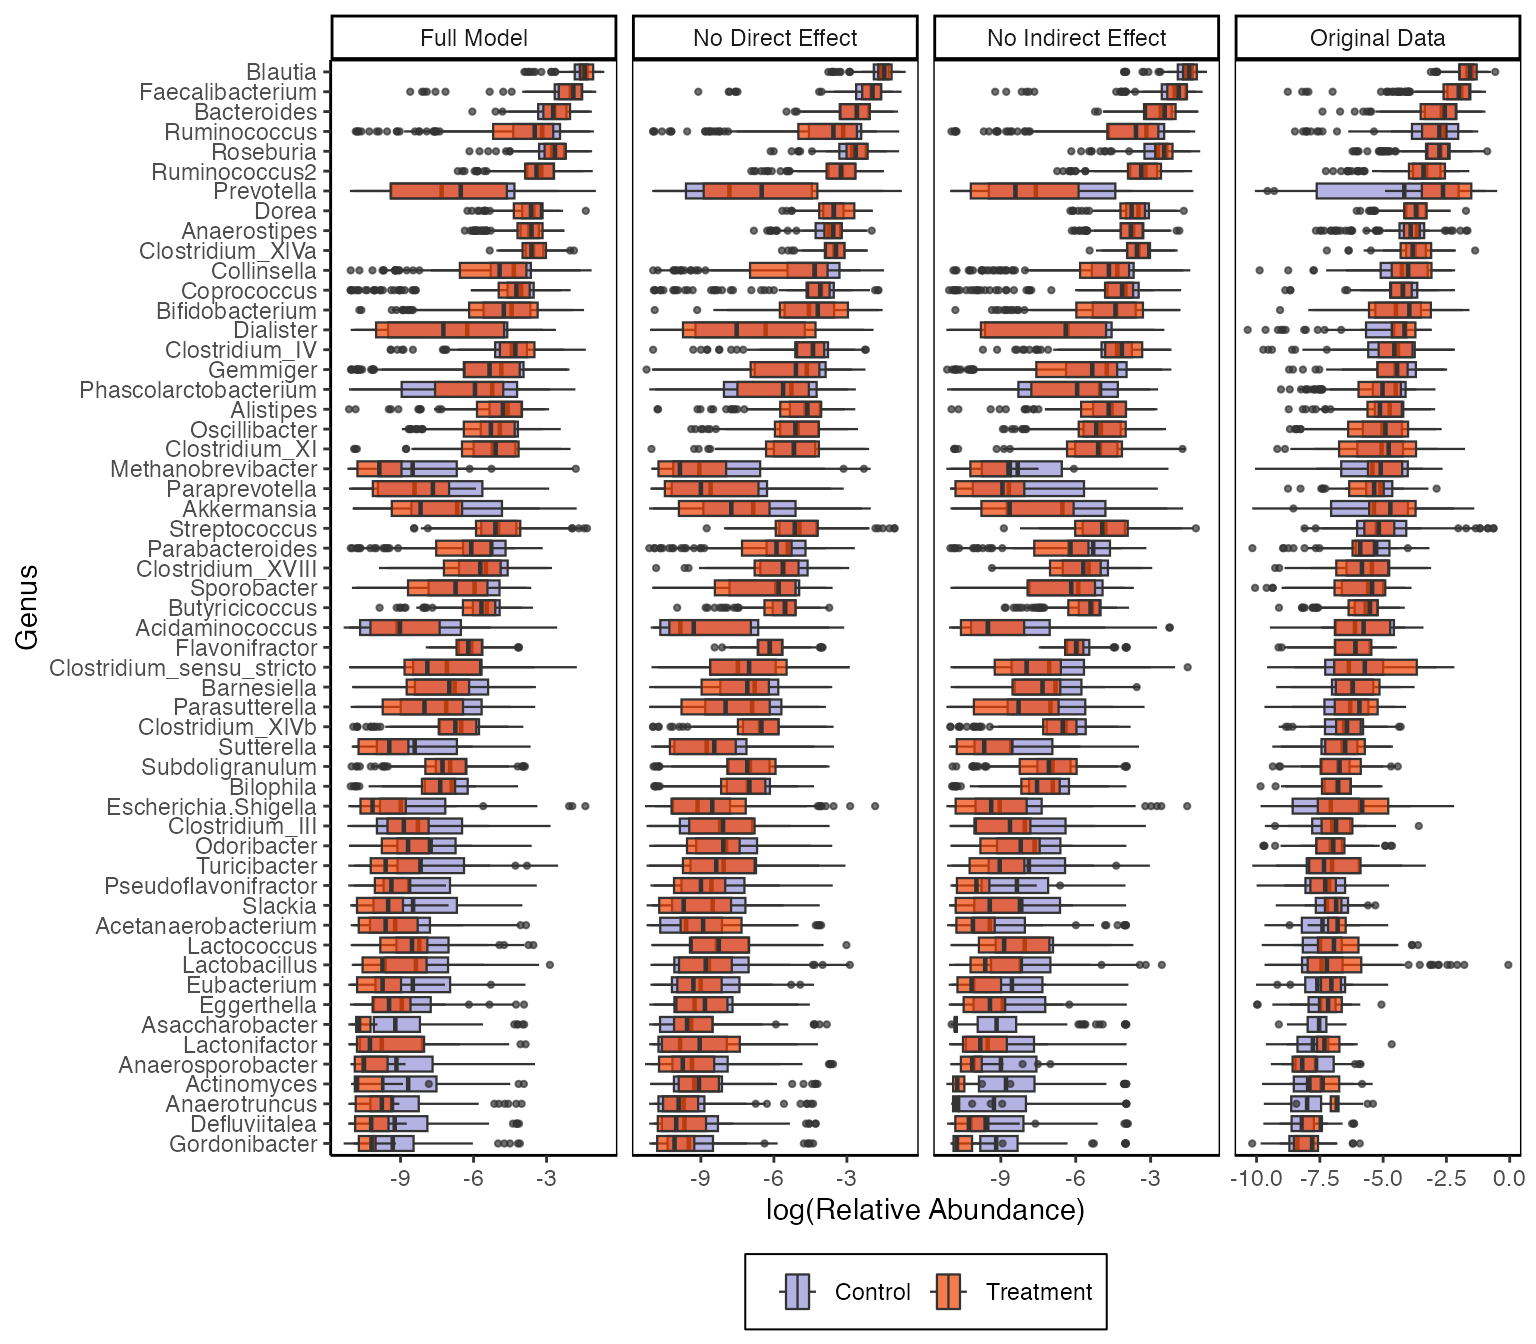 Full Model
No Direct Effect
No Indirect Effect
Original Data
Genus
Blautia
Faecalibacterium
Bacteroides
Ruminococcus
Roseburia
Ruminococcus2
Prevotella
Dorea
Anaerostipes
Clostridium_XIVa
Collinsella
Coprococcus
Bifidobacterium
Dialister
Clostridium_IV
Gemmiger
Phascolarctobacterium
Alistipes
Oscillibacter
Clostridium_XI
Methanobrevibacter
Paraprevotella
Akkermansia
Streptococcus
Parabacteroides
Clostridium_XVIII
Sporobacter
Butyricicoccus
Acidaminococcus
Flavonifractor
Clostridium_sensu_stricto
Barnesiella
Parasutterella
Clostridium_XIVb
Sutterella
Subdoligranulum
Bilophila
Escherichia.Shigella
Clostridium_III
Odoribacter
Turicibacter
Pseudoflavonifractor
Slackia
Acetanaerobacterium
Lactococcus
Lactobacillus
Eubacterium
Eggerthella
Asaccharobacter
Lactonifactor
Anaerosporobacter
Actinomyces
Anaerotruncus
Defluviitalea
Gordonibacter
-9 -6 -3
-9 -6 -3
-9 -6 -3
-10.0 -7.5 -5.0 -2.5 0.0
log(Relative Abundance)
Control
Treatment